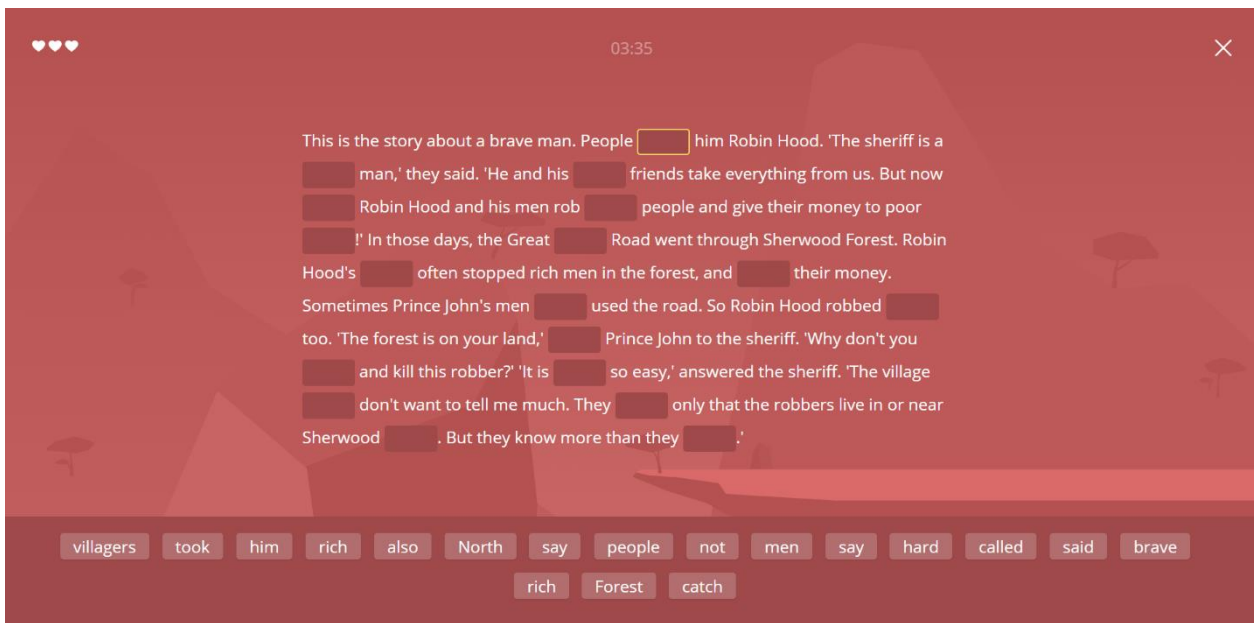 03:35
This is the story about a brave man. People him Robin Hood. 'The sheriff is a
man,' they said. 'He and his friends take everything from us. But now
Robin Hood and his men rob people and give their money to poor
!' In those days, the Great Road went through Sherwood Forest. Robin
Hood's often stopped rich men in the forest, and their money.
Sometimes Prince John's men used the road. So Robin Hood robbed
too. 'The forest is on your land,' Prince John to the sheriff. 'Why don't you
and kill this robber?' 'It is so easy,' answered the sheriff. 'The village
don't want to tell me much. They only that the robbers live in or near
Sherwood . But they know more than they .'
villagers took him rich also North say people not men say hard called said brave
rich Forest catch